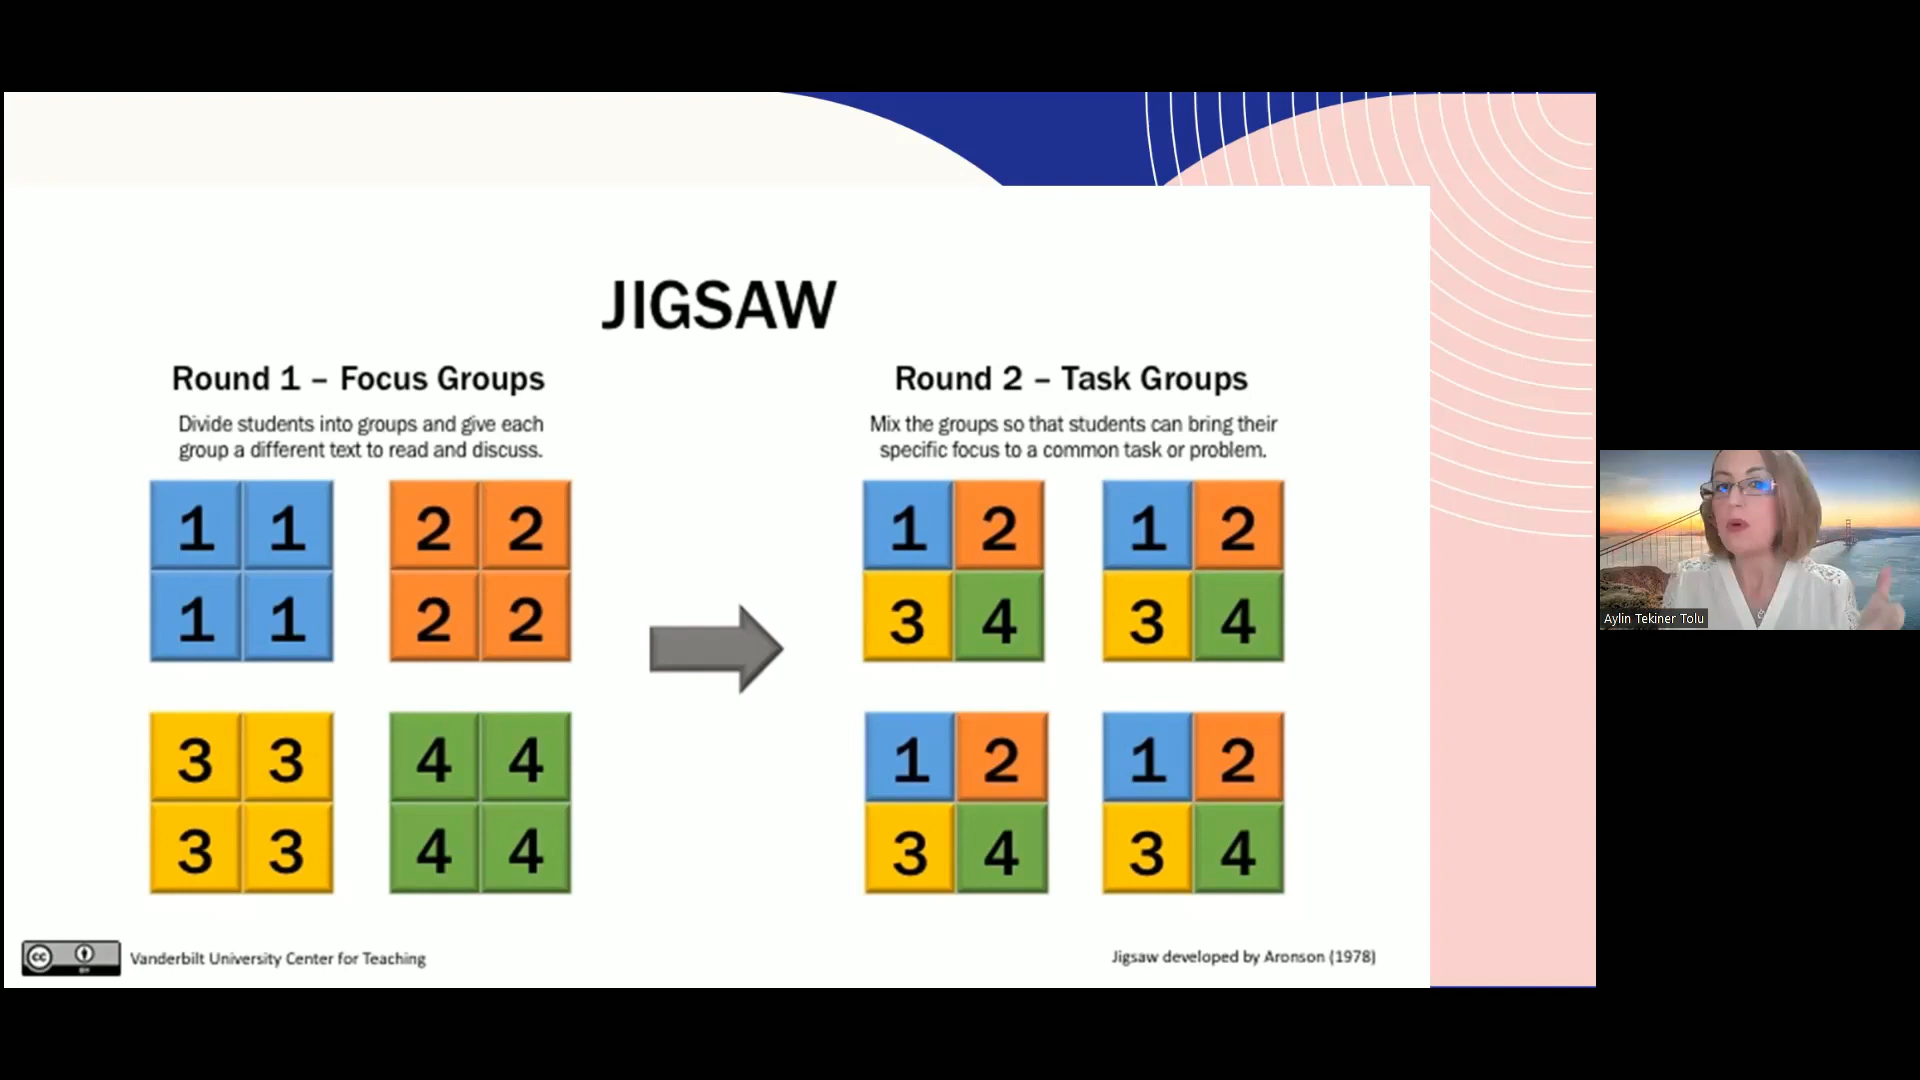 JIGSAW
Round 1 – Focus Groups
Divide students into groups and give each
group a different text to read and discuss.
1 1 2 2
1 1 2 2
3 3 4 4
3 3 4 4
Round 2 – Task Groups
Mix the groups so that students can bring their
specific focus to a common task or problem.
1 2 1 2
3 4 3 4
1 2 1 2
3 4 3 4
cc
BY
Vanderbilt University Center for Teaching
Jigsaw developed by Aronson (1978)
Aylin Tekiner Tolu